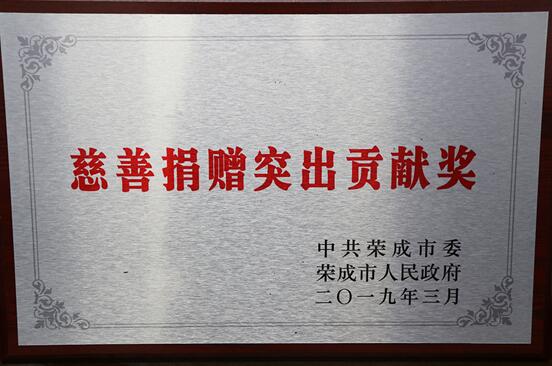 慈善捐赠突出贡献奖
中共荣成市委
荣成市人民政府
二〇一九年三月